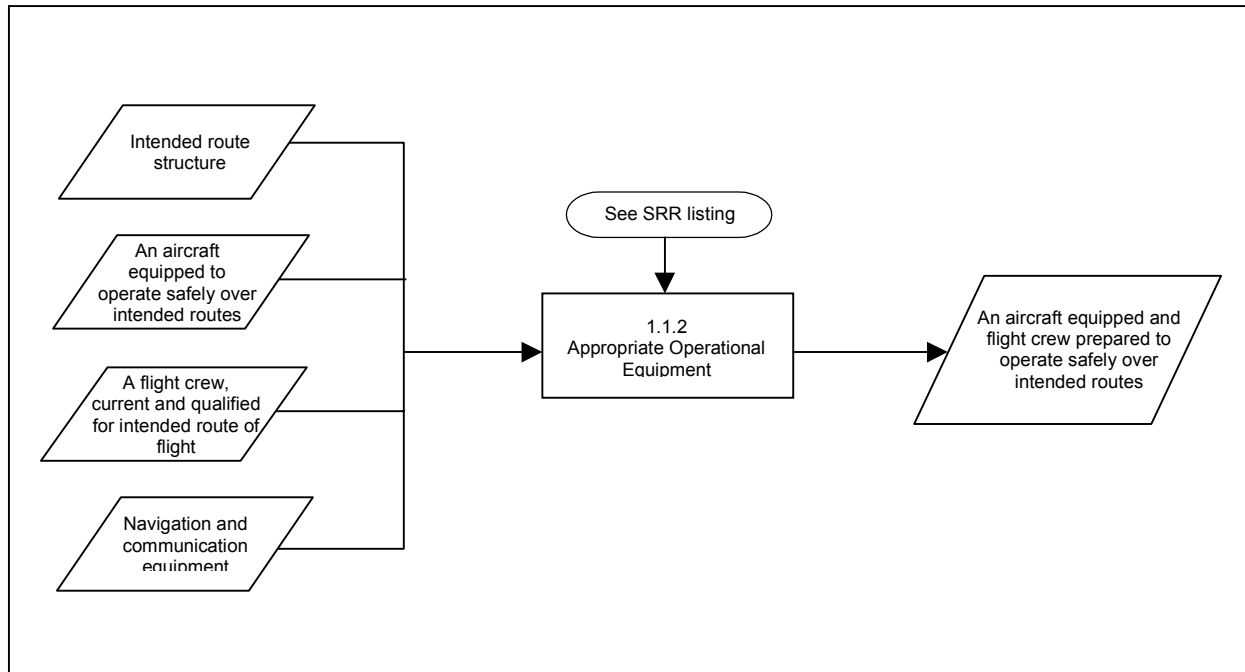 Intended route
structure
An aircraft
equipped to
operate safely over
intended routes
A flight crew,
current and qualified
for intended route of
flight
Navigation and
communication
equipment
See SRR listing
1.1.2
Appropriate Operational
Equipment
An aircraft equipped and
flight crew prepared to
operate safely over
intended routes